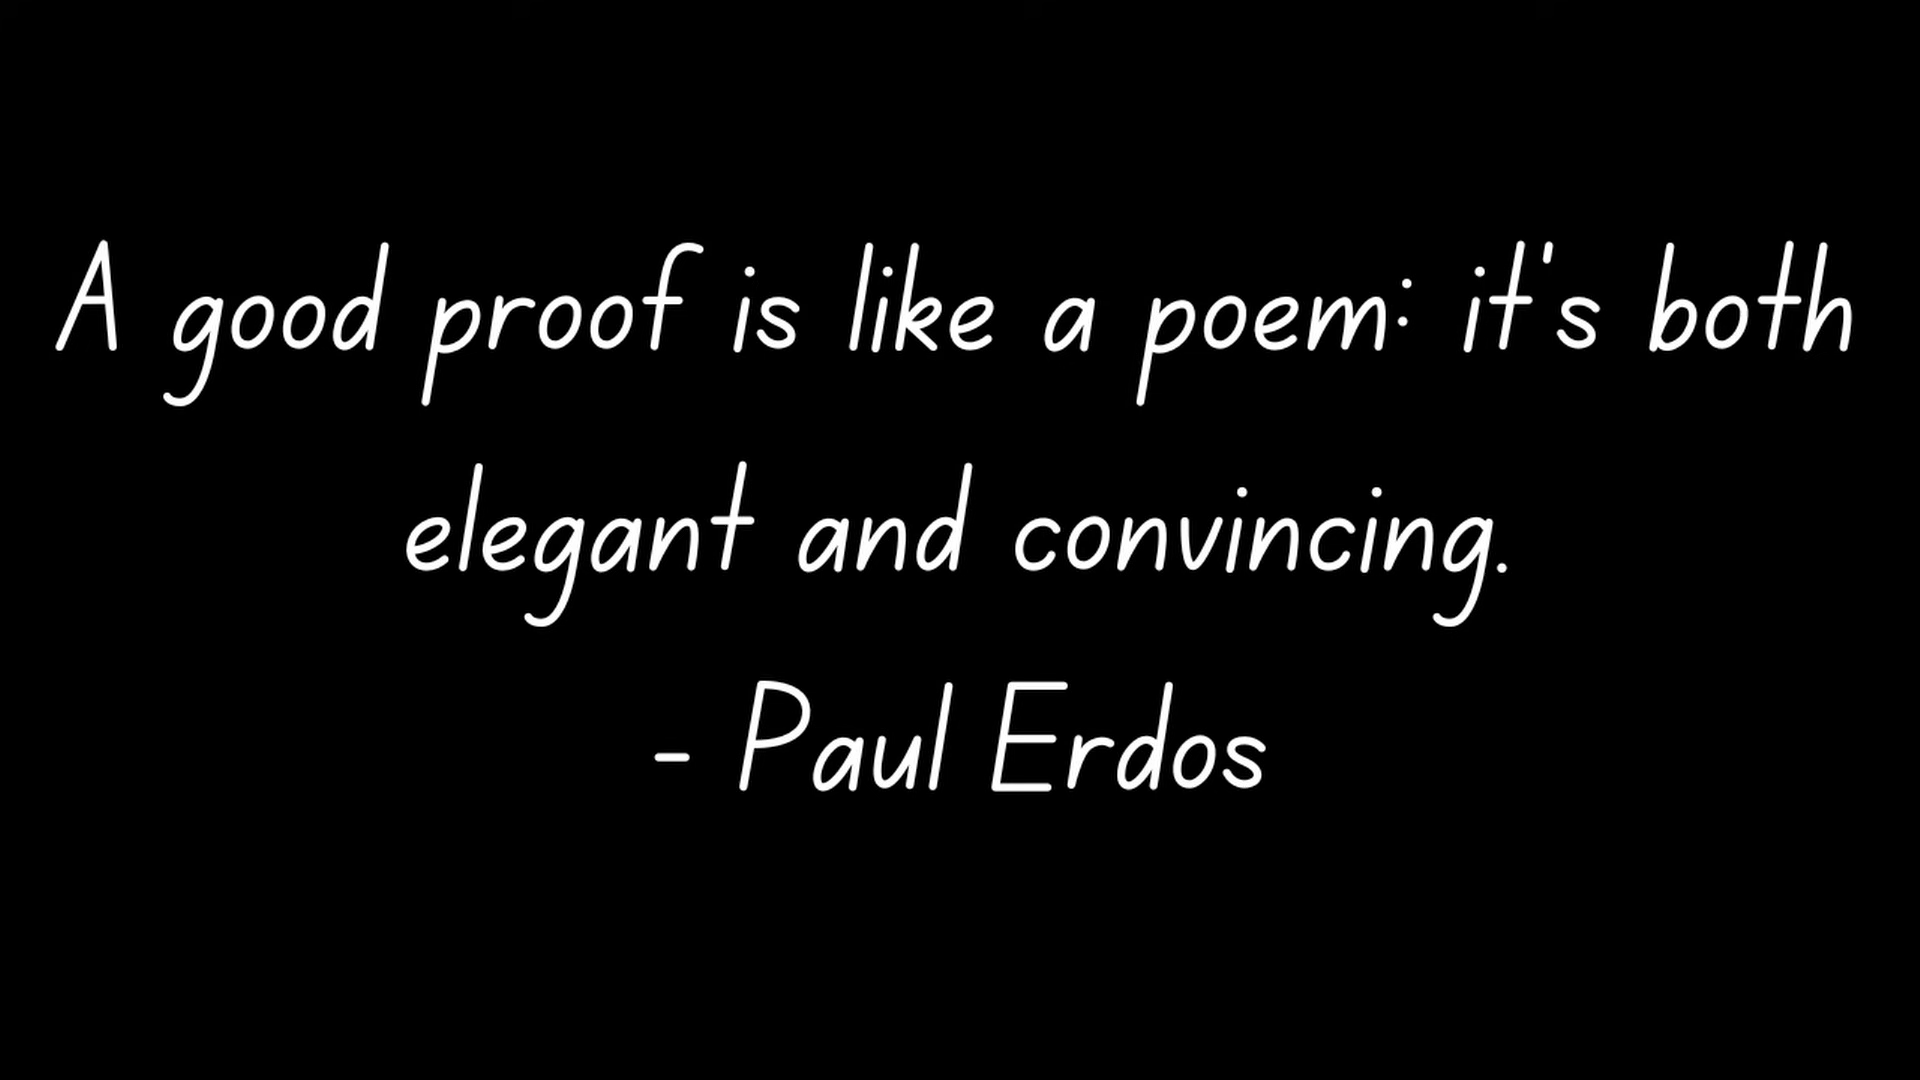 A good proof is like a poem: it's both
elegant and convincing.
- Paul Erdos